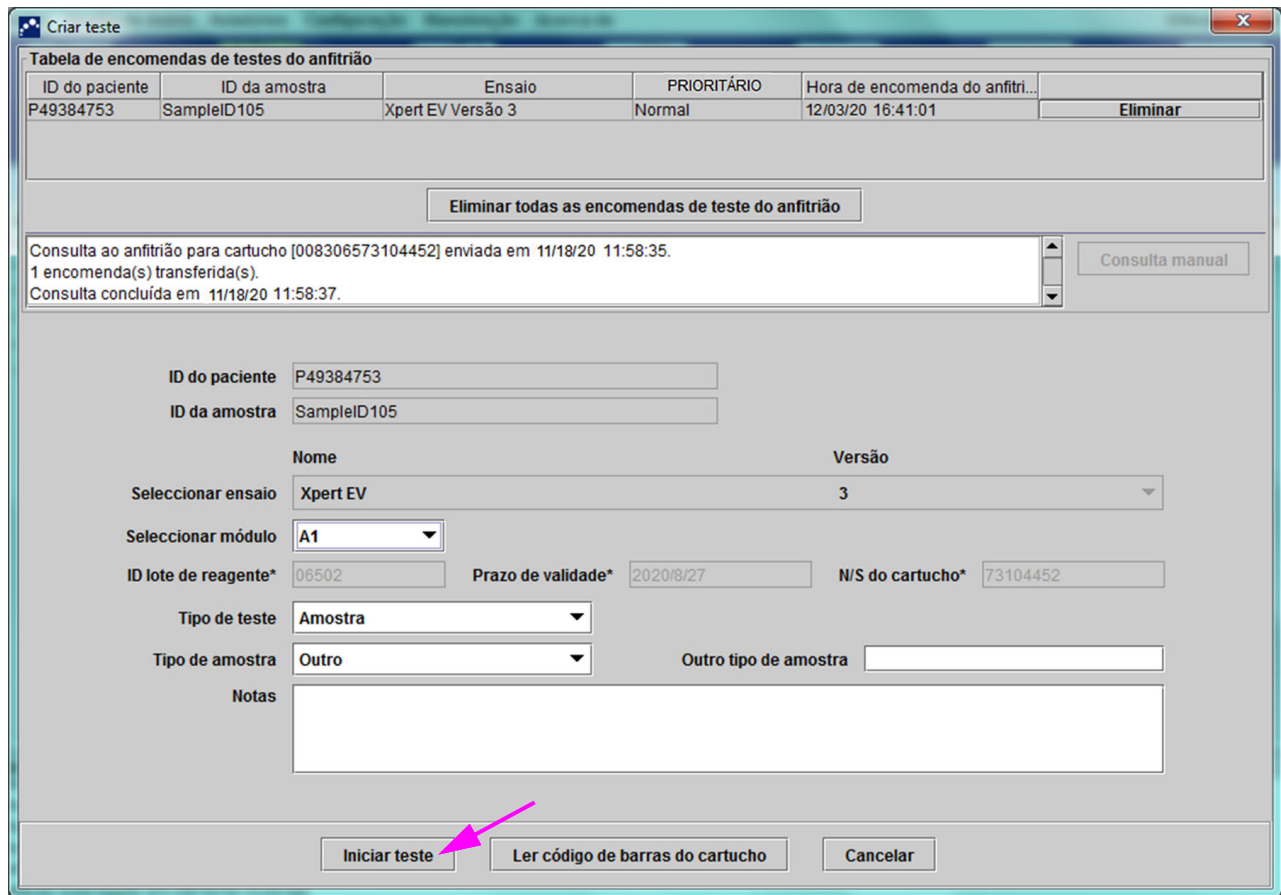 Criar teste
Tabela de encomendas de testes do anfitrião
ID do paciente ID da amostra Ensaio PRIORITÁRIO Hora de encomenda do anfitri...
P49384753 SampleID105 Xpert EV Versão 3 Normal 12/03/20 16:41:01 Eliminar
Eliminar todas as encomendas de teste do anfitrião
Consulta ao anfitrião para cartucho [008306573104452] enviada em 11/18/20 11:58:35.
1 encomenda(s) transferida(s).
Consulta concluída em 11/18/20 11:58:37.
Consulta manual
ID do paciente P49384753
ID da amostra SampleID105
Nome Versão
Seleccionar ensaio Xpert EV 3
Seleccionar módulo A1
ID lote de reagente* 06502 Prazo de validade* 2020/8/27 N/S do cartucho* 73104452
Tipo de teste Amostra
Tipo de amostra Outro Outro tipo de amostra
Notas
Iniciar teste Ler código de barras do cartucho Cancelar